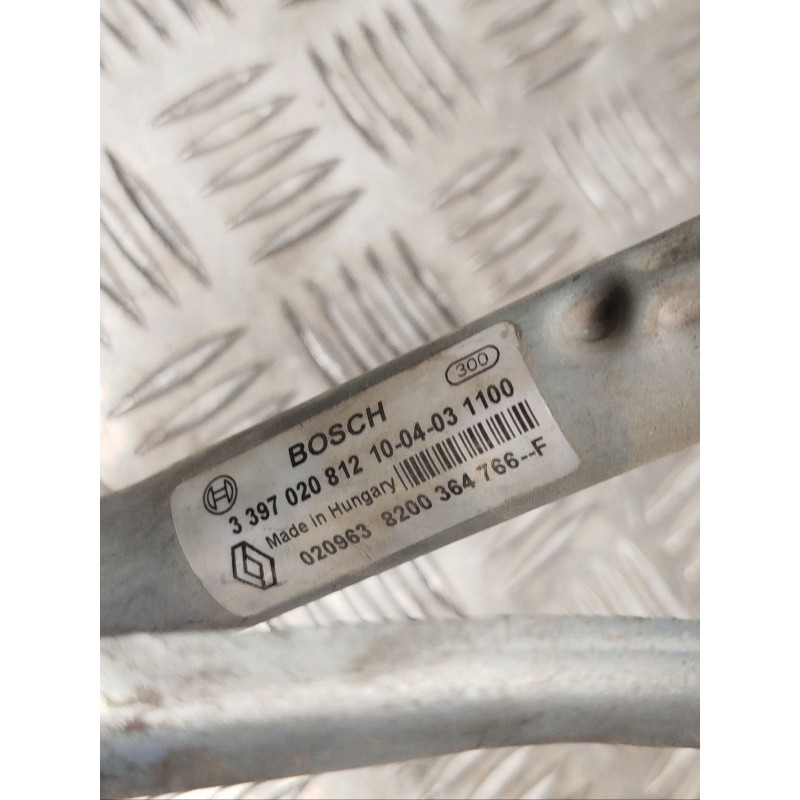 300
BOSCH
3 397 020 812 10-04-03 1100
Made in Hungary
020963 8200 364 766--F